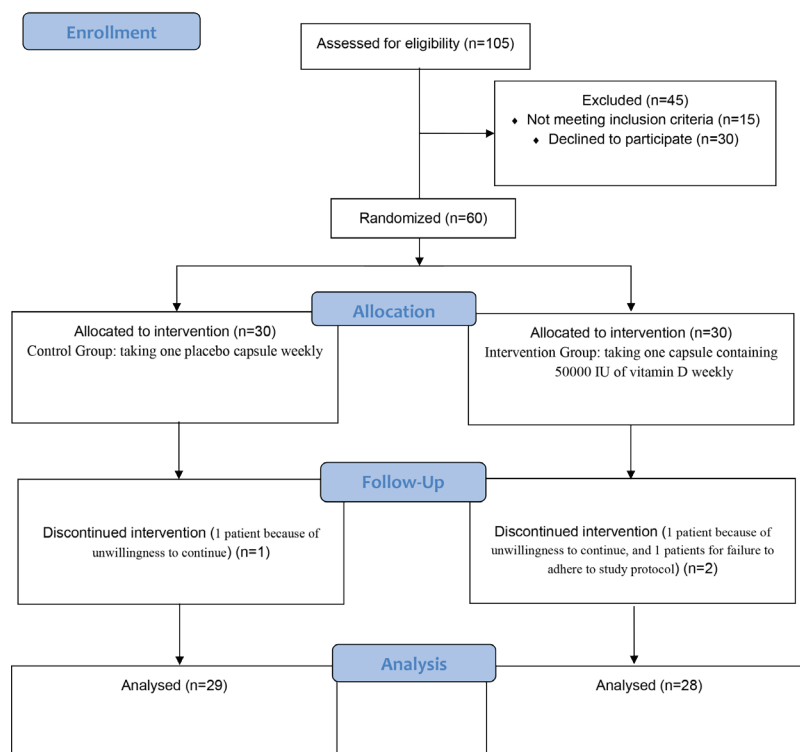 Enrollment
Assessed for eligibility (n=105)
Excluded (n=45)
♦ Not meeting inclusion criteria (n=15)
♦ Declined to participate (n=30)
Randomized (n=60)
Allocation
Allocated to intervention (n=30)
Control Group: taking one placebo capsule weekly
Allocated to intervention (n=30)
Intervention Group: taking one capsule containing
50000 IU of vitamin D weekly
Follow-Up
Discontinued intervention (1 patient because of
unwillingness to continue) (n=1)
Discontinued intervention (1 patient because of
unwillingness to continue, and 1 patients for failure to
adhere to study protocol) (n=2)
Analysis
Analysed (n=29)
Analysed (n=28)